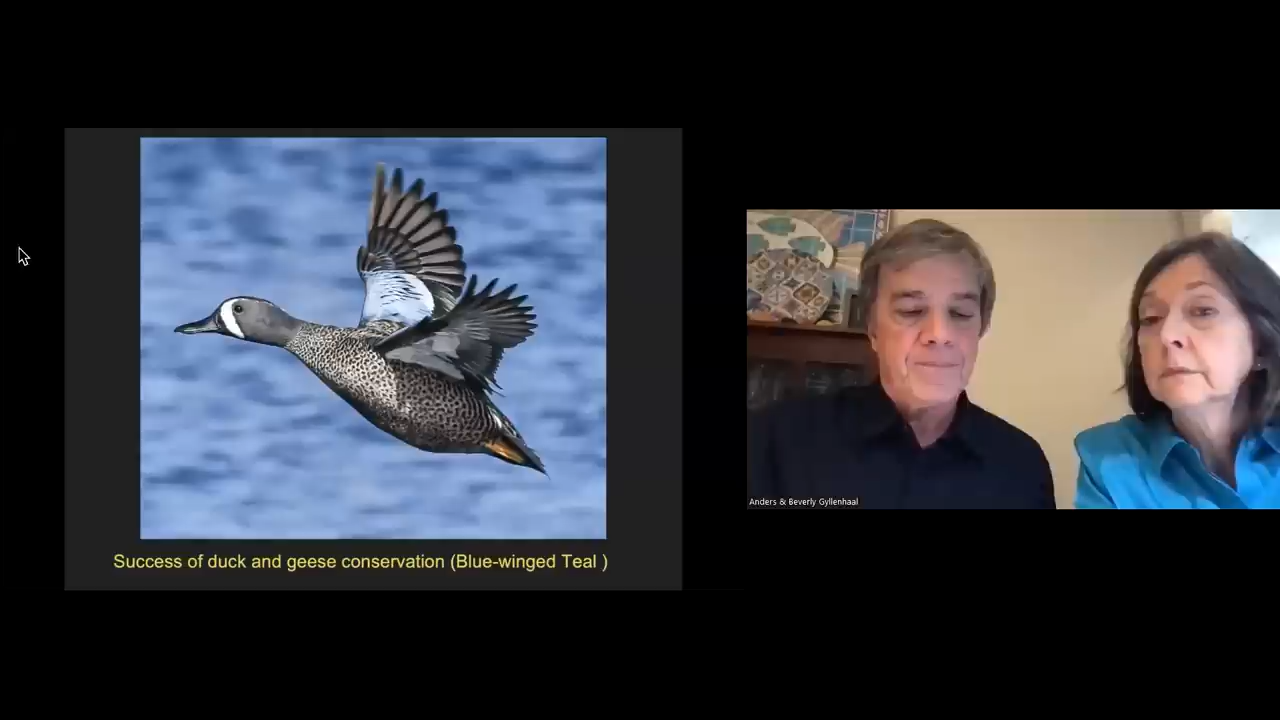 Success of duck and geese conservation (Blue-winged Teal )
Anders & Beverly Gyllenhaal